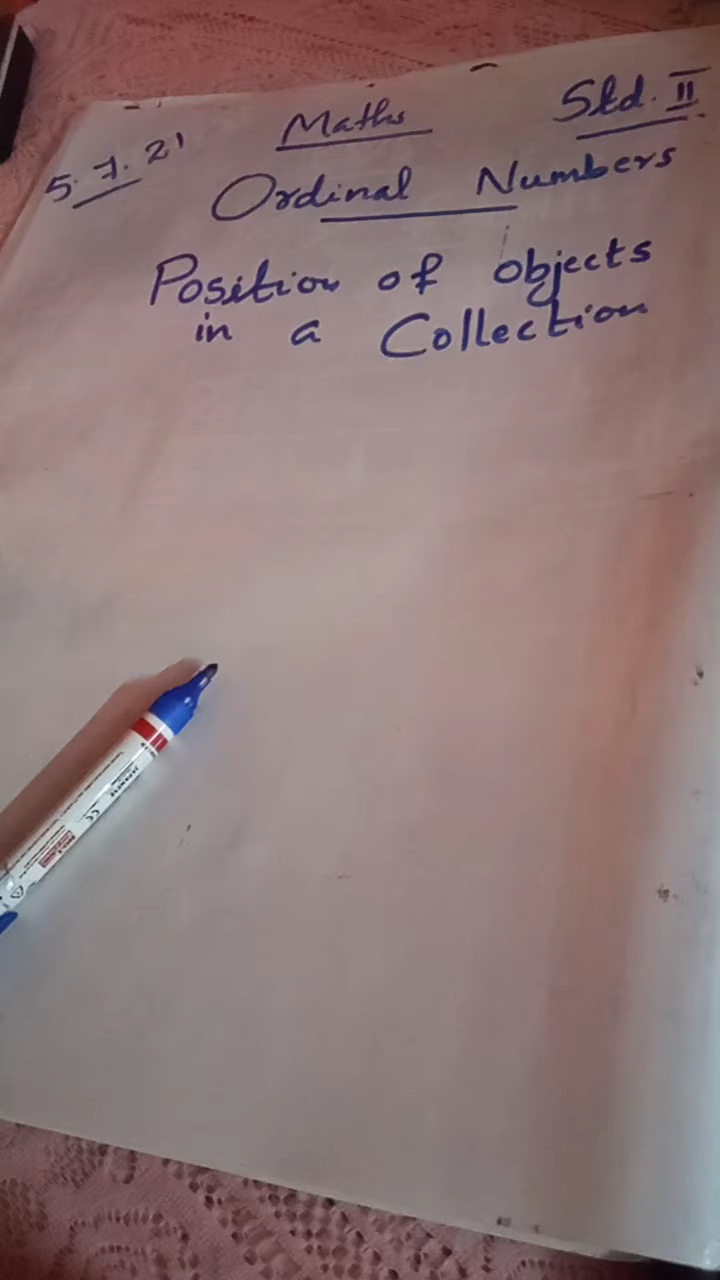 5.7.21 Maths Std. II
Ordinal Numbers
Position of objects
in a Collection